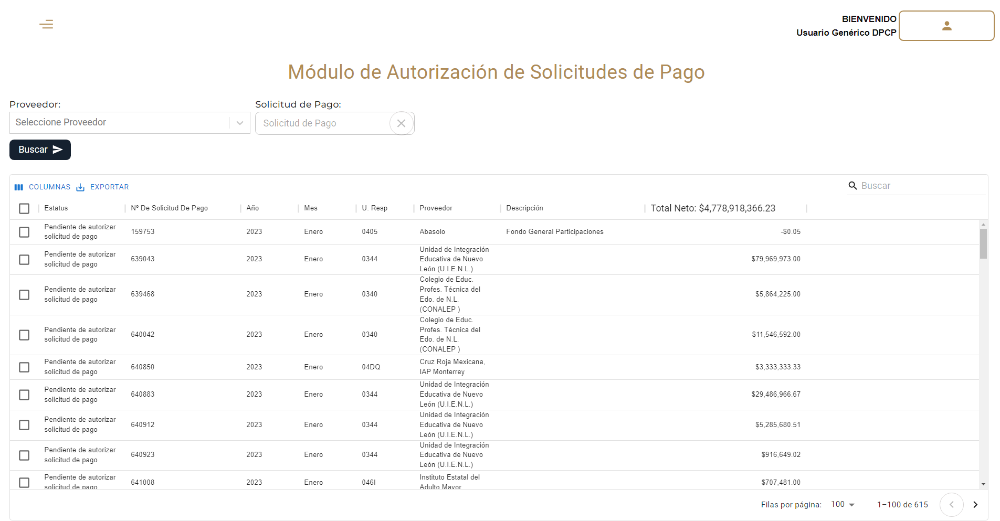 BIENVENIDO
Usuario Genérico DPCP
Módulo de Autorización de Solicitudes de Pago
Proveedor:
Solicitud de Pago:
Seleccione Proveedor
Solicitud de Pago
Buscar
COLUMNAS
EXPORTAR
Buscar
Estatus
Nº De Solicitud De Pago
Año
Mes
U. Resp
Proveedor
Descripción
Total Neto: $4,778,918,366.23
Pendiente de autorizar
solicitud de pago
159753
2023
Enero
0405
Abasolo
Fondo General Participaciones
-$0.05
Pendiente de autorizar
solicitud de pago
639043
2023
Enero
0344
Unidad de Integración
Educativa de Nuevo
León (U.I.E.N.L.)
$79,969,973.00
Pendiente de autorizar
solicitud de pago
639468
2023
Enero
0340
Colegio de Educ.
Profes. Técnica del
Edo. de N.L.
(CONALEP )
$5,864,225.00
Pendiente de autorizar
solicitud de pago
640042
2023
Enero
0340
Colegio de Educ.
Profes. Técnica del
Edo. de N.L.
(CONALEP )
$11,546,592.00
Pendiente de autorizar
solicitud de pago
640850
2023
Enero
04DQ
Cruz Roja Mexicana,
IAP Monterrey
$3,333,333.33
Pendiente de autorizar
solicitud de pago
640883
2023
Enero
0344
Unidad de Integración
Educativa de Nuevo
León (U.I.E.N.L.)
$29,486,966.67
Pendiente de autorizar
solicitud de pago
640912
2023
Enero
0344
Unidad de Integración
Educativa de Nuevo
León (U.I.E.N.L.)
$5,285,680.51
Pendiente de autorizar
solicitud de pago
640923
2023
Enero
0344
Unidad de Integración
Educativa de Nuevo
León (U.I.E.N.L.)
$916,649.02
Pendiente de autorizar
solicitud de pago
641008
2023
Enero
046I
Instituto Estatal del
Adulto Mayor
$707,481.00
Filas por página:
100
1–100 de 615